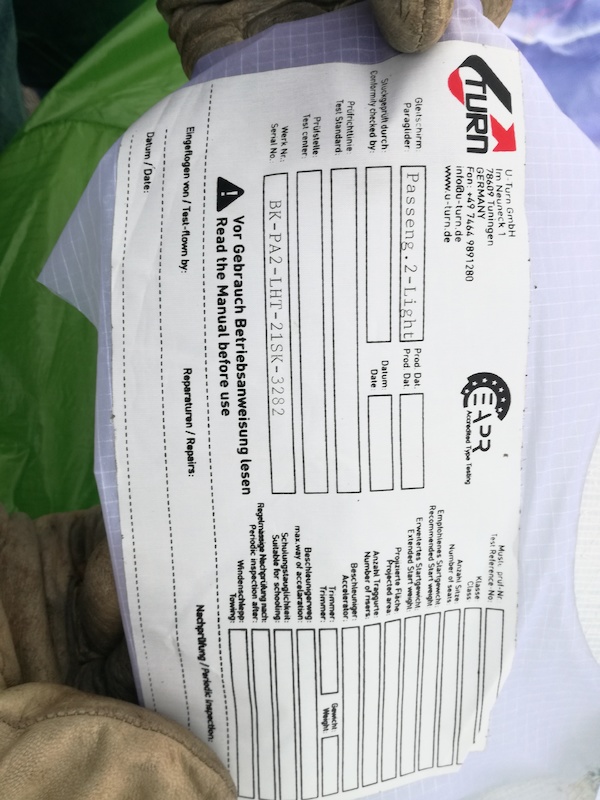 U TURN
U-Turn GmbH
Im Neuneck 1
78609 Tuningen
GERMANY
Fon: +49 7464 9891280
info@u-turn.de
www.u-turn.de
EAPR
Accredited Type Testing
Gleitschirm:
Paraglider:
Passeng.2-Light
Prod. Dat.
Prod. Dat.
Stückgeprüft durch:
Conformity checked by:
Datum
Date
Prüfrichtlinie
Test Standard:
Prüfstelle:
Test center:
Werk Nr.:
Serial No.:
BK-PA2-LHT-21SK-3282
Vor Gebrauch Betriebsanweisung lesen
Read the Manual before use
Musterprüf-Nr.
Test Reference-No
Klasse
Class
Anzahl Sitze
Number of seats
Empfohlenes Startgewicht:
Recommended Start weight:
Erweitertes Startgewicht
Extended Start weight:
Projizierte Fläche
Projected area
Anzahl Tragegurte:
Number of risers
Beschleuniger:
Accelerator:
Trimmer:
Trimmer:
Gewicht
Weight:
Beschleunigerweg:
max.way of accelaration:
Schulungstauglichkeit:
Suitable for schooling:
Regelmässige Nachprüfung nach:
Periodic inspection after:
Windenschlepp:
Towing:
Eingeflogen von / Test-flown by:
Reparaturen / Repairs:
Nachprüfung / Periodic inspection:
Datum / Date: